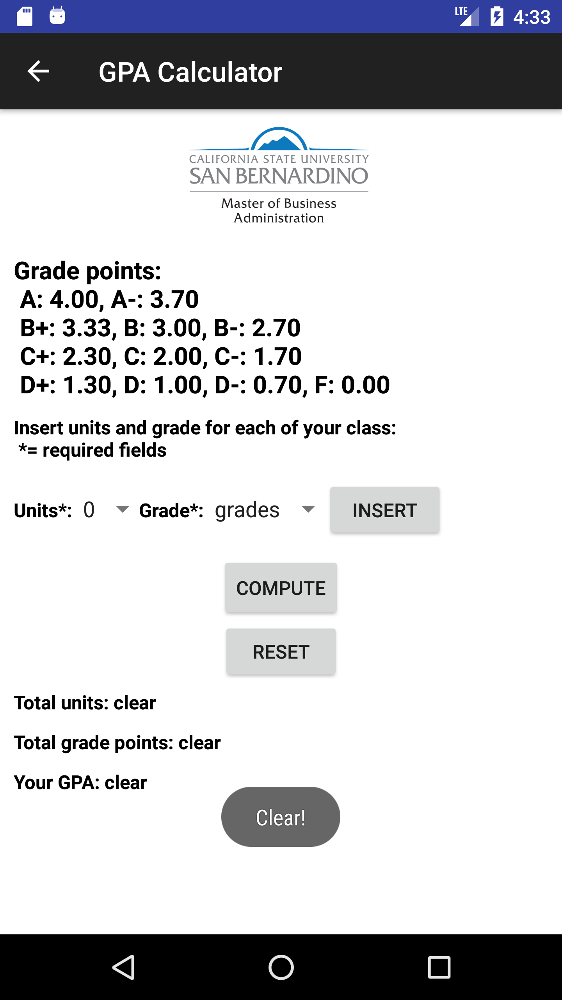 LTE 4:33
GPA Calculator
CALIFORNIA STATE UNIVERSITY
SAN BERNARDINO
Master of Business
Administration
Grade points:
A: 4.00, A-: 3.70
B+: 3.33, B: 3.00, B-: 2.70
C+: 2.30, C: 2.00, C-: 1.70
D+: 1.30, D: 1.00, D-: 0.70, F: 0.00
Insert units and grade for each of your class:
*= required fields
Units*: 0 Grade*: grades INSERT
COMPUTE
RESET
Total units: clear
Total grade points: clear
Your GPA: clear
Clear!